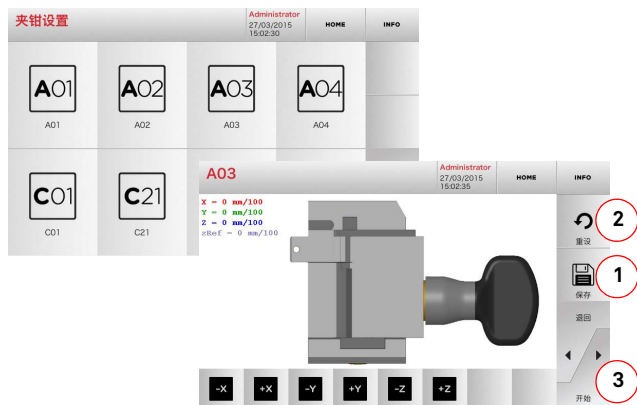 夹钳设置
Administrator
27/03/2015
15:02:30
HOME
INFO
A01
A02
A03
A04
A01
A02
A03
A04
C01
C21
C01
C21
A03
Administrator
27/03/2015
15:02:35
HOME
INFO
X = 0 mm/100
Y = 0 mm/100
Z = 0 mm/100
zRef = 0 mm/100
重设
2
保存
1
退回
3
开始
-X
+X
-Y
+Y
-Z
+Z